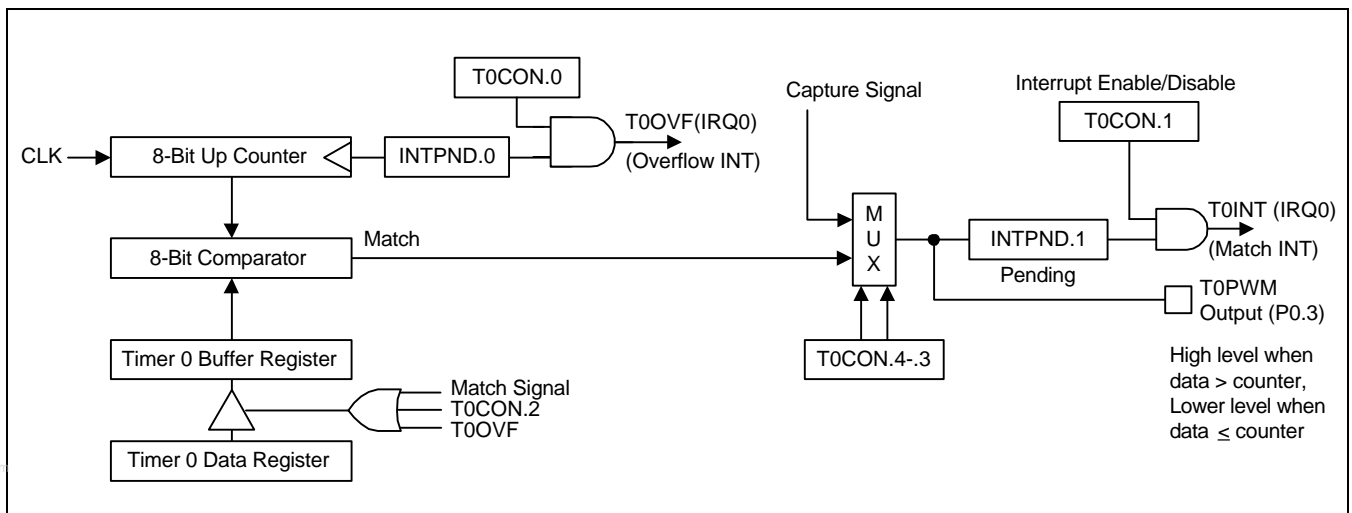 T0CON.0
Capture Signal
Interrupt Enable/Disable
T0CON.1
T0OVF(IRQ0)
(Overflow INT)
CLK
8-Bit Up Counter
INTPND.0
M
U
X
T0INT (IRQ0)
(Match INT)
Match
8-Bit Comparator
INTPND.1
Pending
T0PWM
Output (P0.3)
Timer 0 Buffer Register
T0CON.4-.3
High level when
data > counter,
Lower level when
data ≤ counter
Match Signal
T0CON.2
T0OVF
Timer 0 Data Register